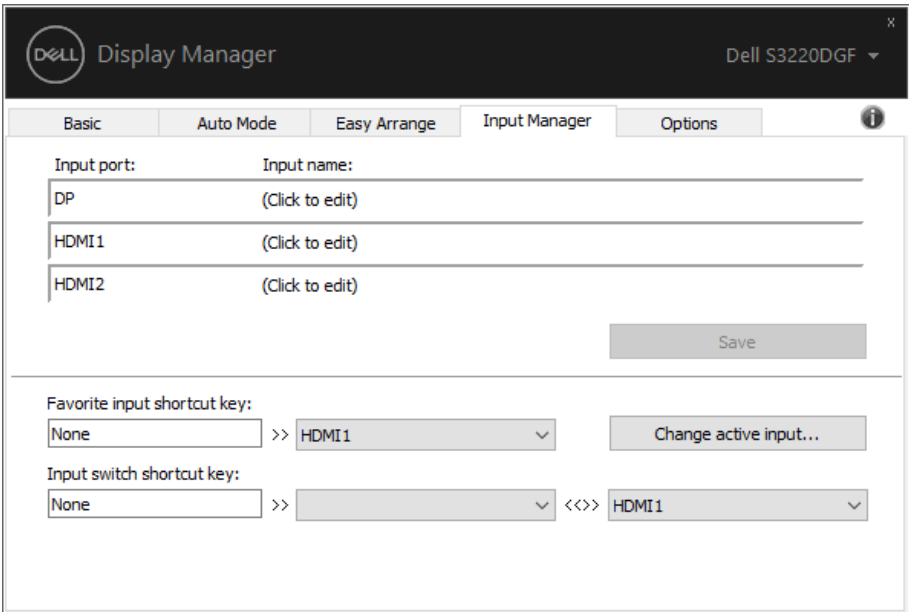 x
DELL Display Manager Dell S3220DGF
Basic Auto Mode Easy Arrange Input Manager Options i
Input port: Input name:
DP (Click to edit)
HDMI1 (Click to edit)
HDMI2 (Click to edit)
Save
Favorite input shortcut key:
None >> HDMI1 Change active input...
Input switch shortcut key:
None >> <<>> HDMI1